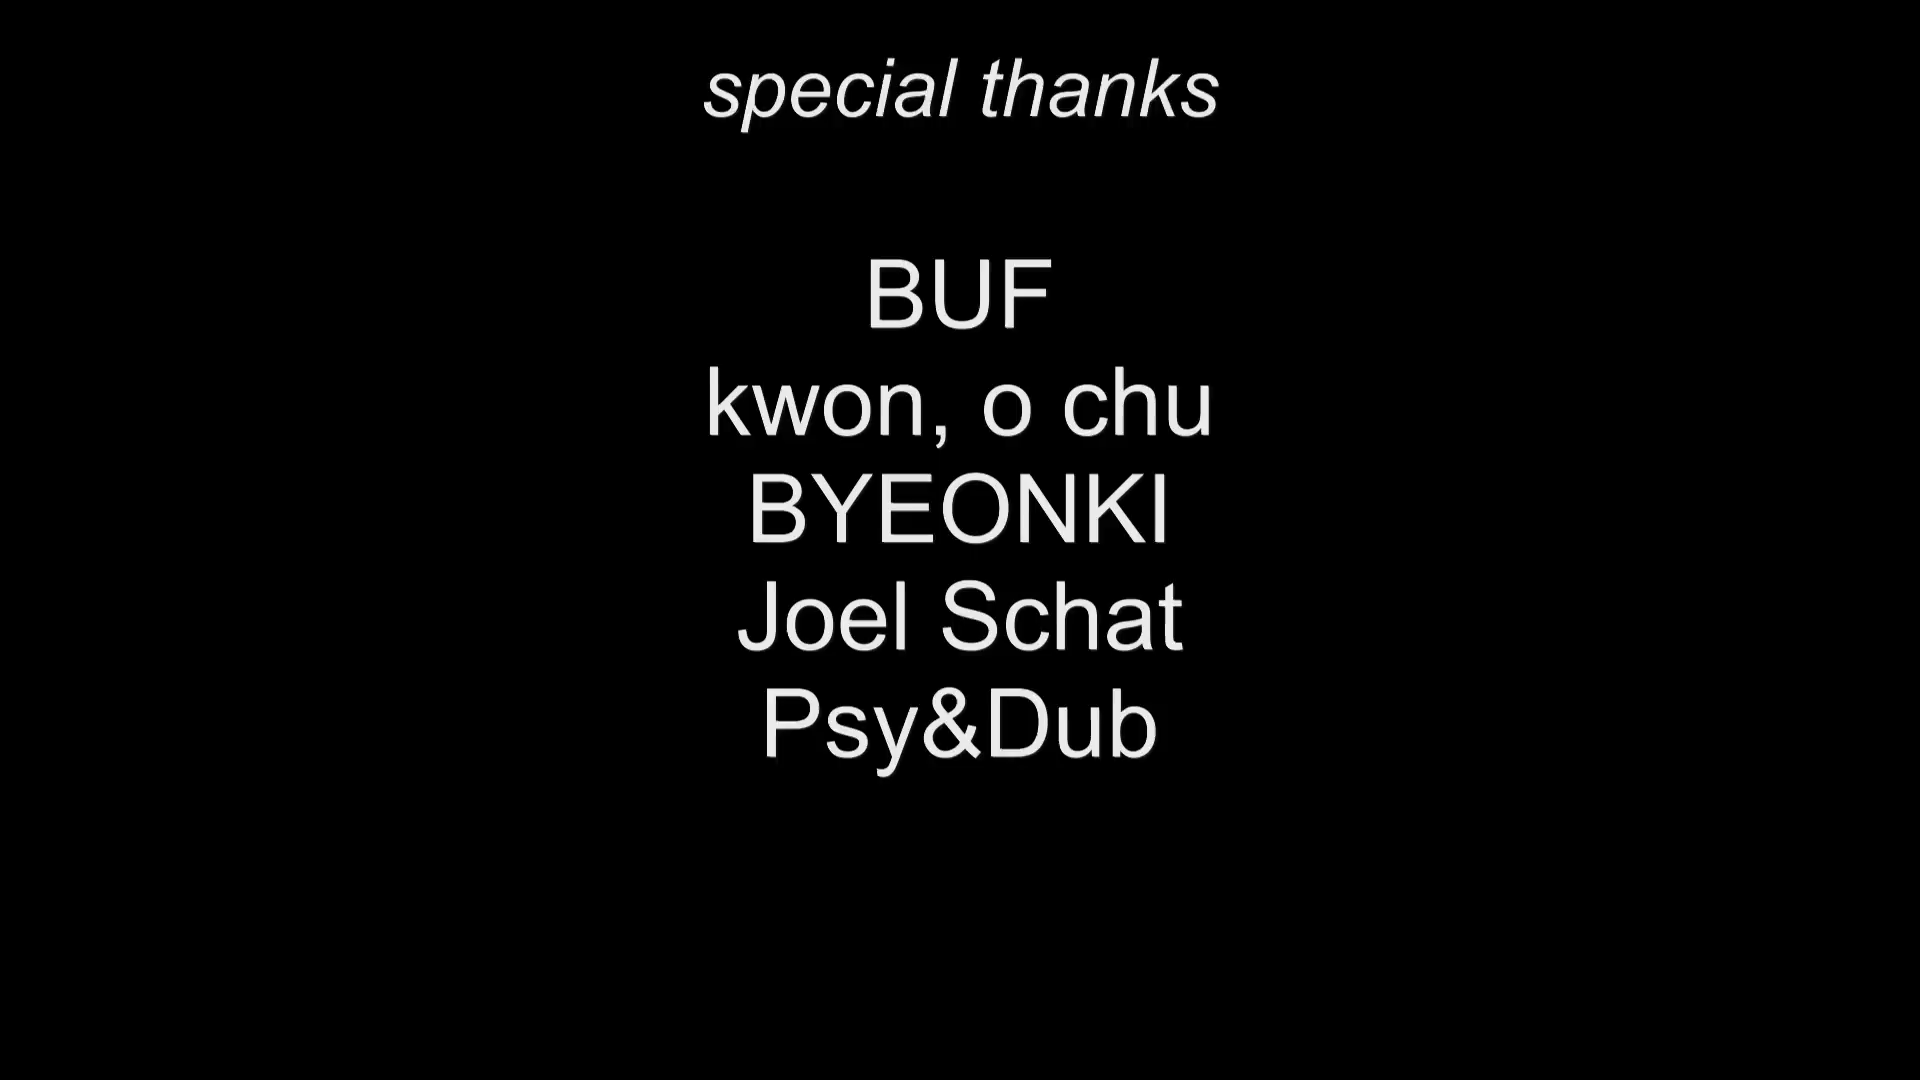 special thanks
BUF
kwon, o chu
BYEONKI
Joel Schat
Psy&Dub